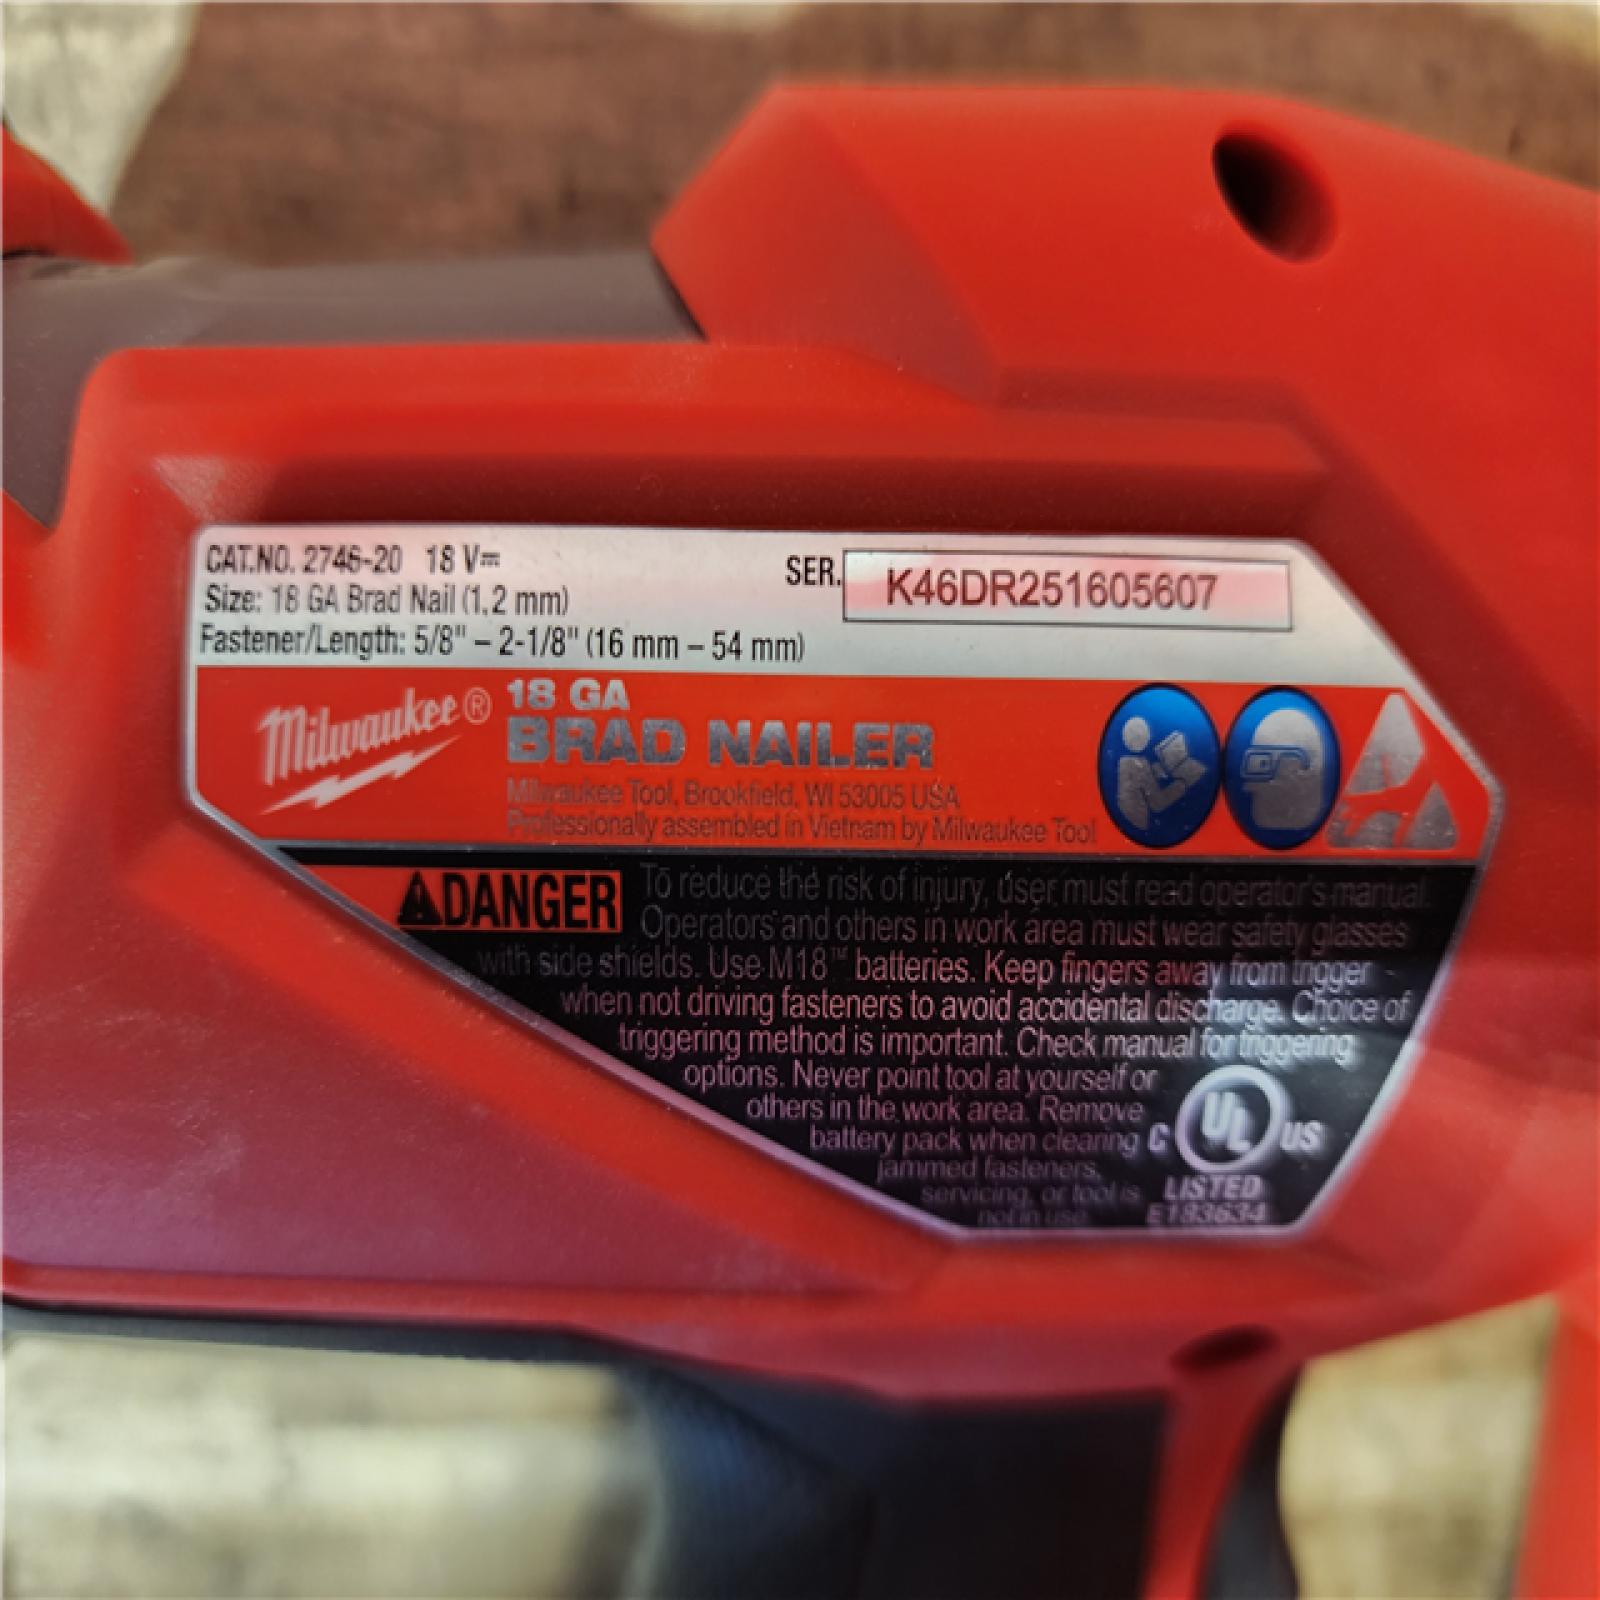 CAT.NO. 2746-20 18 V⎓
SER. K46DR251605607
Size: 18 GA Brad Nail (1,2 mm)
Fastener/Length: 5/8" – 2-1/8" (16 mm – 54 mm)
Milwaukee®
18 GA
BRAD NAILER
Milwaukee Tool, Brookfield, WI 53005 USA
Professionally assembled in Vietnam by Milwaukee Tool
DANGER To reduce the risk of injury, user must read operator's manual.
Operators and others in work area must wear safety glasses
with side shields. Use M18™ batteries. Keep fingers away from trigger
when not driving fasteners to avoid accidental discharge. Choice of
triggering method is important. Check manual for triggering
options. Never point tool at yourself or
others in the work area. Remove
battery pack when clearing
jammed fasteners,
servicing, or tool is
not in use.
C UL US
LISTED
E183634